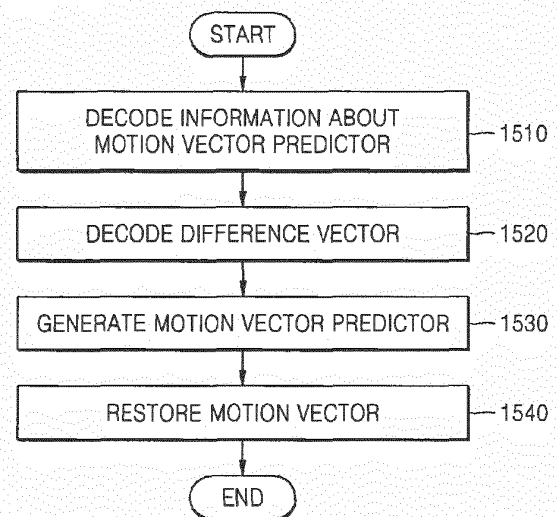 START
DECODE INFORMATION ABOUT
MOTION VECTOR PREDICTOR
1510
DECODE DIFFERENCE VECTOR
1520
GENERATE MOTION VECTOR PREDICTOR
1530
RESTORE MOTION VECTOR
1540
END